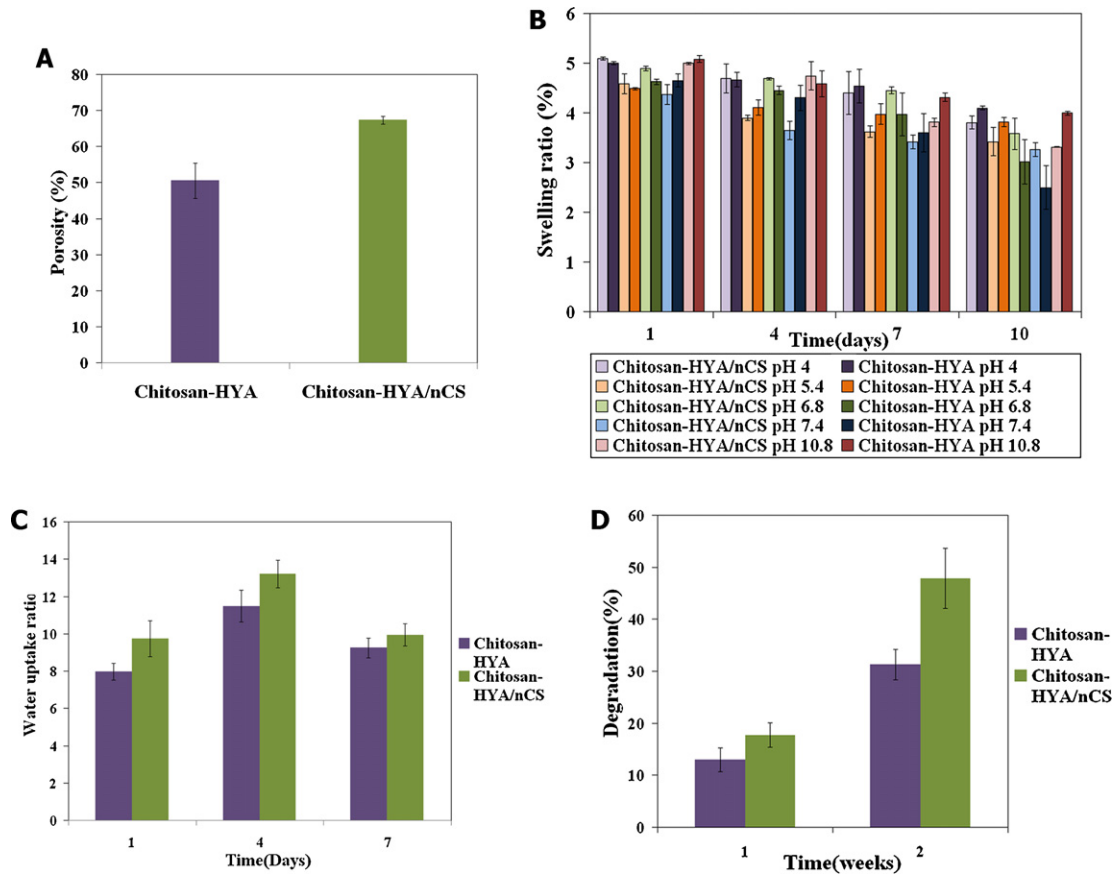 A
Porosity (%)
80
70
60
50
40
30
20
10
0
Chitosan-HYA Chitosan-HYA/nCS
B
Swelling ratio (%)
6
5
4
3
2
1
0
1 4 7 10
Time(days)
Chitosan-HYA/nCS pH 4 Chitosan-HYA pH 4
Chitosan-HYA/nCS pH 5.4 Chitosan-HYA pH 5.4
Chitosan-HYA/nCS pH 6.8 Chitosan-HYA pH 6.8
Chitosan-HYA/nCS pH 7.4 Chitosan-HYA pH 7.4
Chitosan-HYA/nCS pH 10.8 Chitosan-HYA pH 10.8
C
Water uptake ratio
16
14
12
10
8
6
4
2
0
1 4 7
Time(Days)
Chitosan-
HYA
Chitosan-
HYA/nCS
D
Degradation(%)
60
50
40
30
20
10
0
1 2
Time(weeks)
Chitosan-
HYA
Chitosan-
HYA/nCS